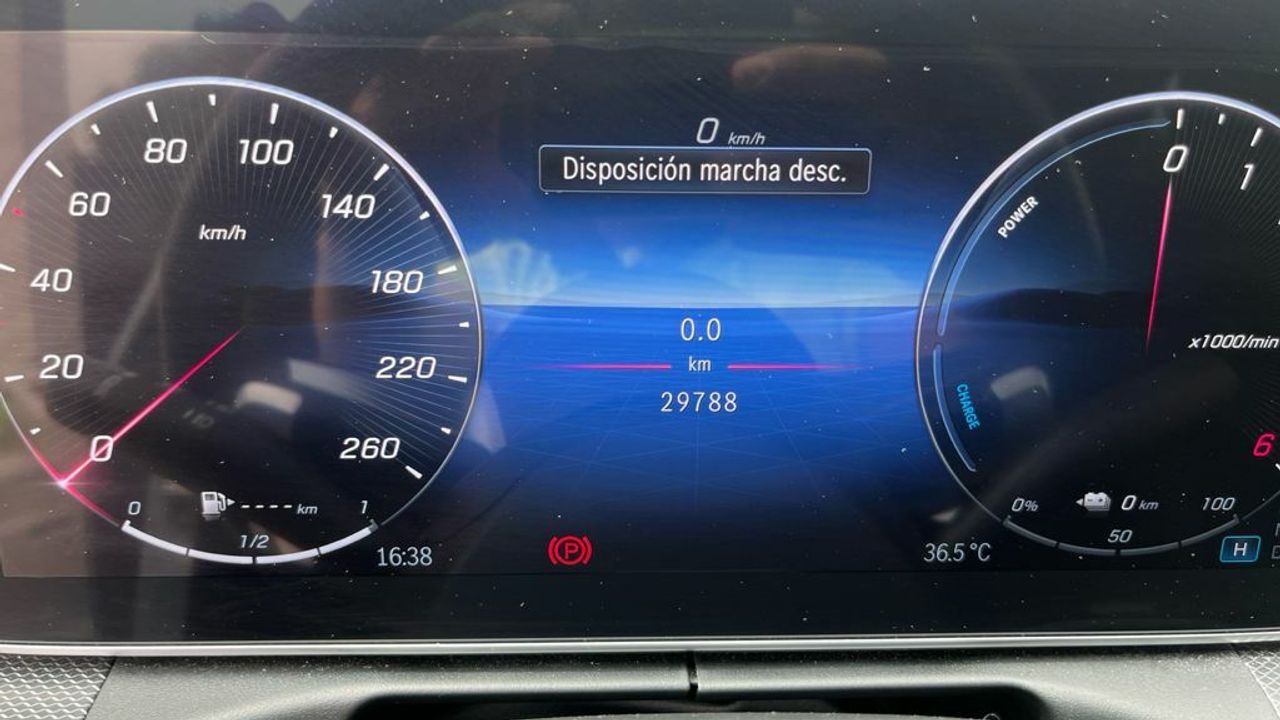 0 km/h
Disposición marcha desc.
0 20 40 60 80 100 140 180 220 260
km/h
0 1/2 1
----- km
16:38
0.0
km
29788
P
36.5 °C
POWER
CHARGE
0 1
x1000/min
6
0% 50 100
0 km
H